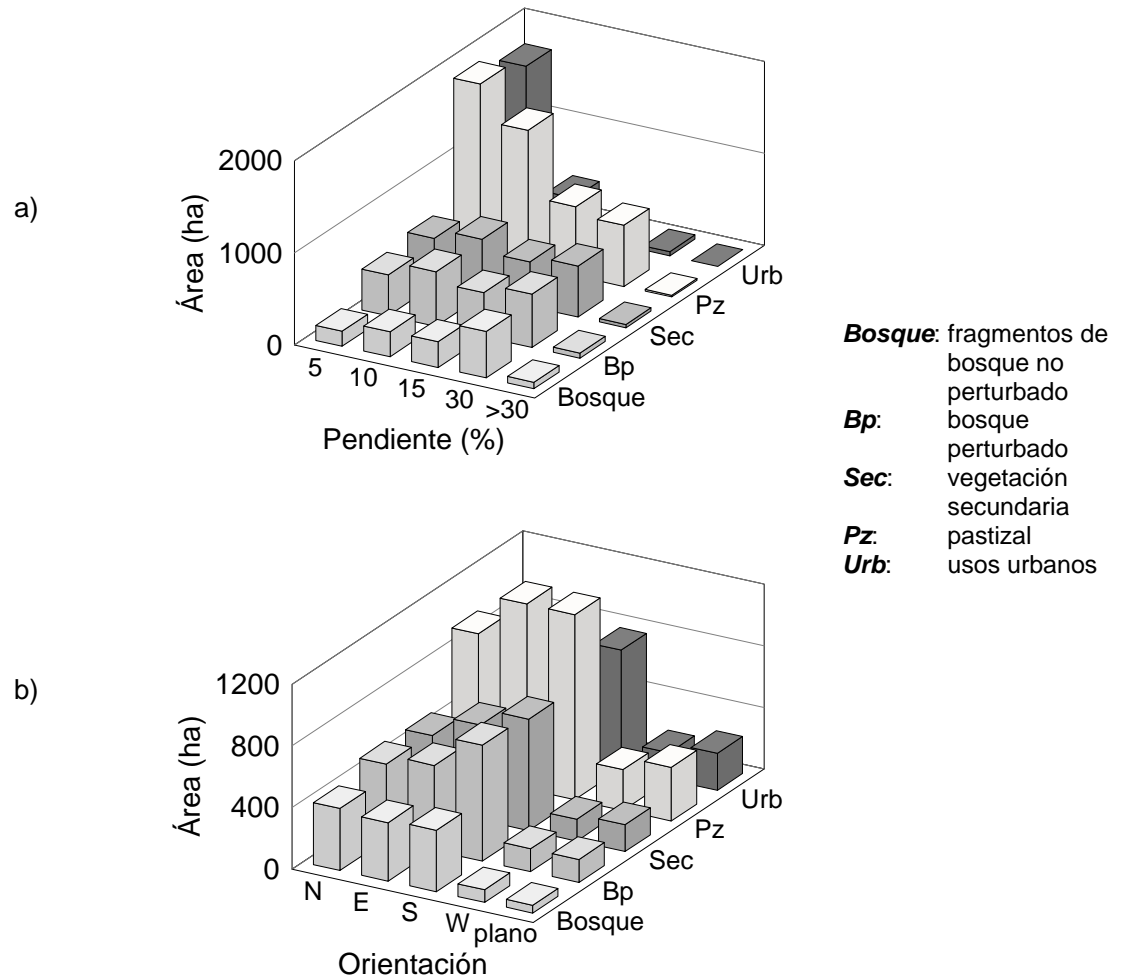 a)
Área (ha)
2000
1000
0
5
10
15
30
>30
Pendiente (%)
Bosque
Bp
Sec
Pz
Urb
Bosque: fragmentos de
bosque no
perturbado
Bp: bosque
perturbado
Sec: vegetación
secundaria
Pz: pastizal
Urb: usos urbanos
b)
Área (ha)
1200
800
400
0
N
E
S
W
plano
Orientación
Bosque
Bp
Sec
Pz
Urb